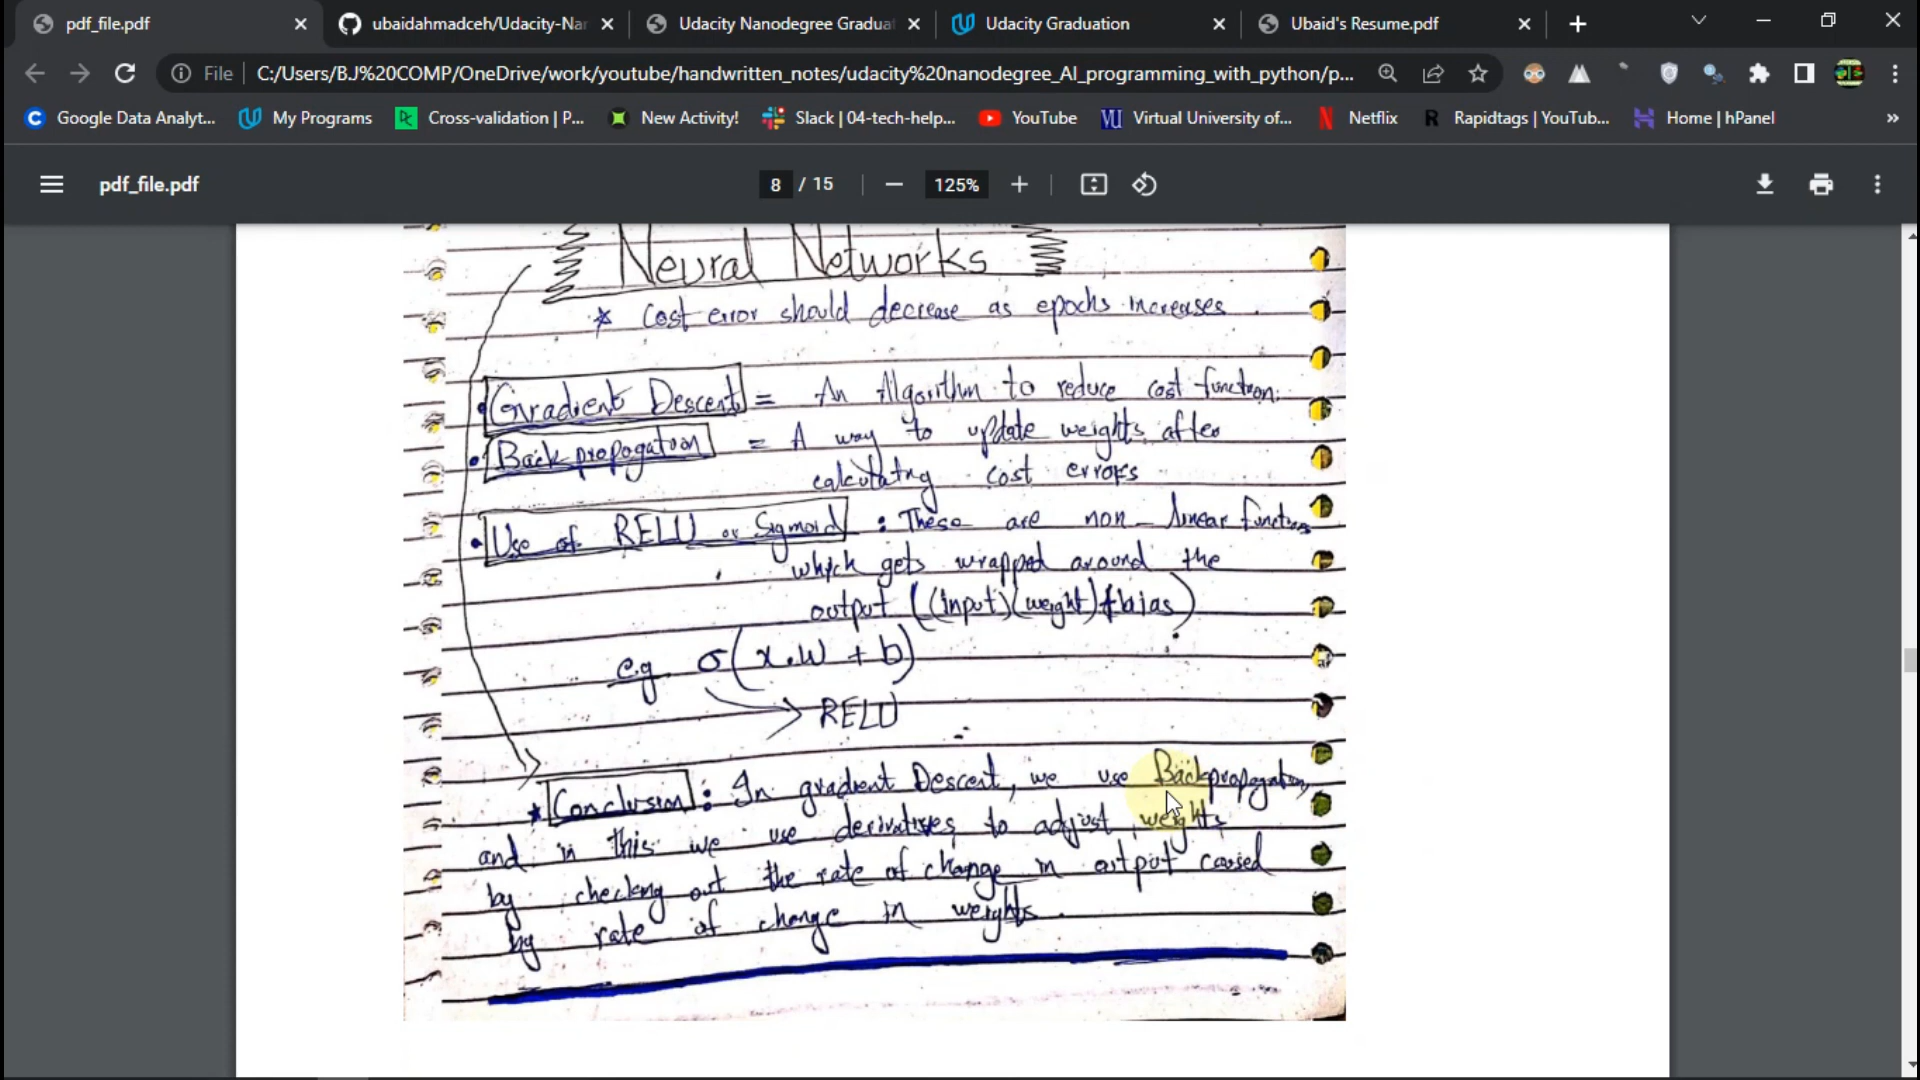 pdf_file.pdf
ubaidahmadceh/Udacity-Nar
Udacity Nanodegree Graduat
Udacity Graduation
Ubaid's Resume.pdf
File
C:/Users/BJ%20COMP/OneDrive/work/youtube/handwritten_notes/udacity%20nanodegree_AI_programming_with_python/p...
Google Data Analyt...
My Programs
Cross-validation | P...
New Activity!
Slack | 04-tech-help...
YouTube
Virtual University of...
Netflix
Rapidtags | YouTub...
Home | hPanel
pdf_file.pdf
8 / 15
125%
Neural Networks
* Cost error should decrease as epochs increases.
• Gradient Descent = An Algorithm to reduce cost function.
• Back propogation = A way to update weights after
calculating cost errors
• Use of RELU or Sigmoid : These are non-linear functions
which gets wrapped around the
output ((input)(weight)+bias)
e.g σ(x.W + b)
→ RELU
* Conclusion : In gradient Descent, we use Backpropogation,
and in this we use derivatives to adjust weights
by checking out the rate of change in output caused
by rate of change in weights.